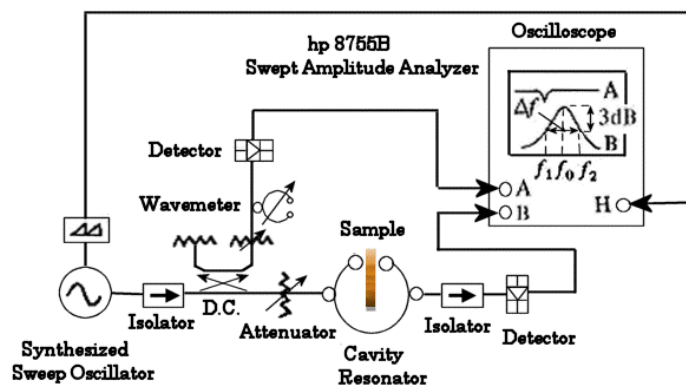 hp 8755B
Swept Amplitude Analyzer
Oscilloscope
A
Δf
3dB
B
f₁ f₀ f₂
A
B
H
Detector
Wavemeter
Sample
D.C.
Isolator
Attenuator
Isolator
Detector
Synthesized
Sweep Oscillator
Cavity
Resonator